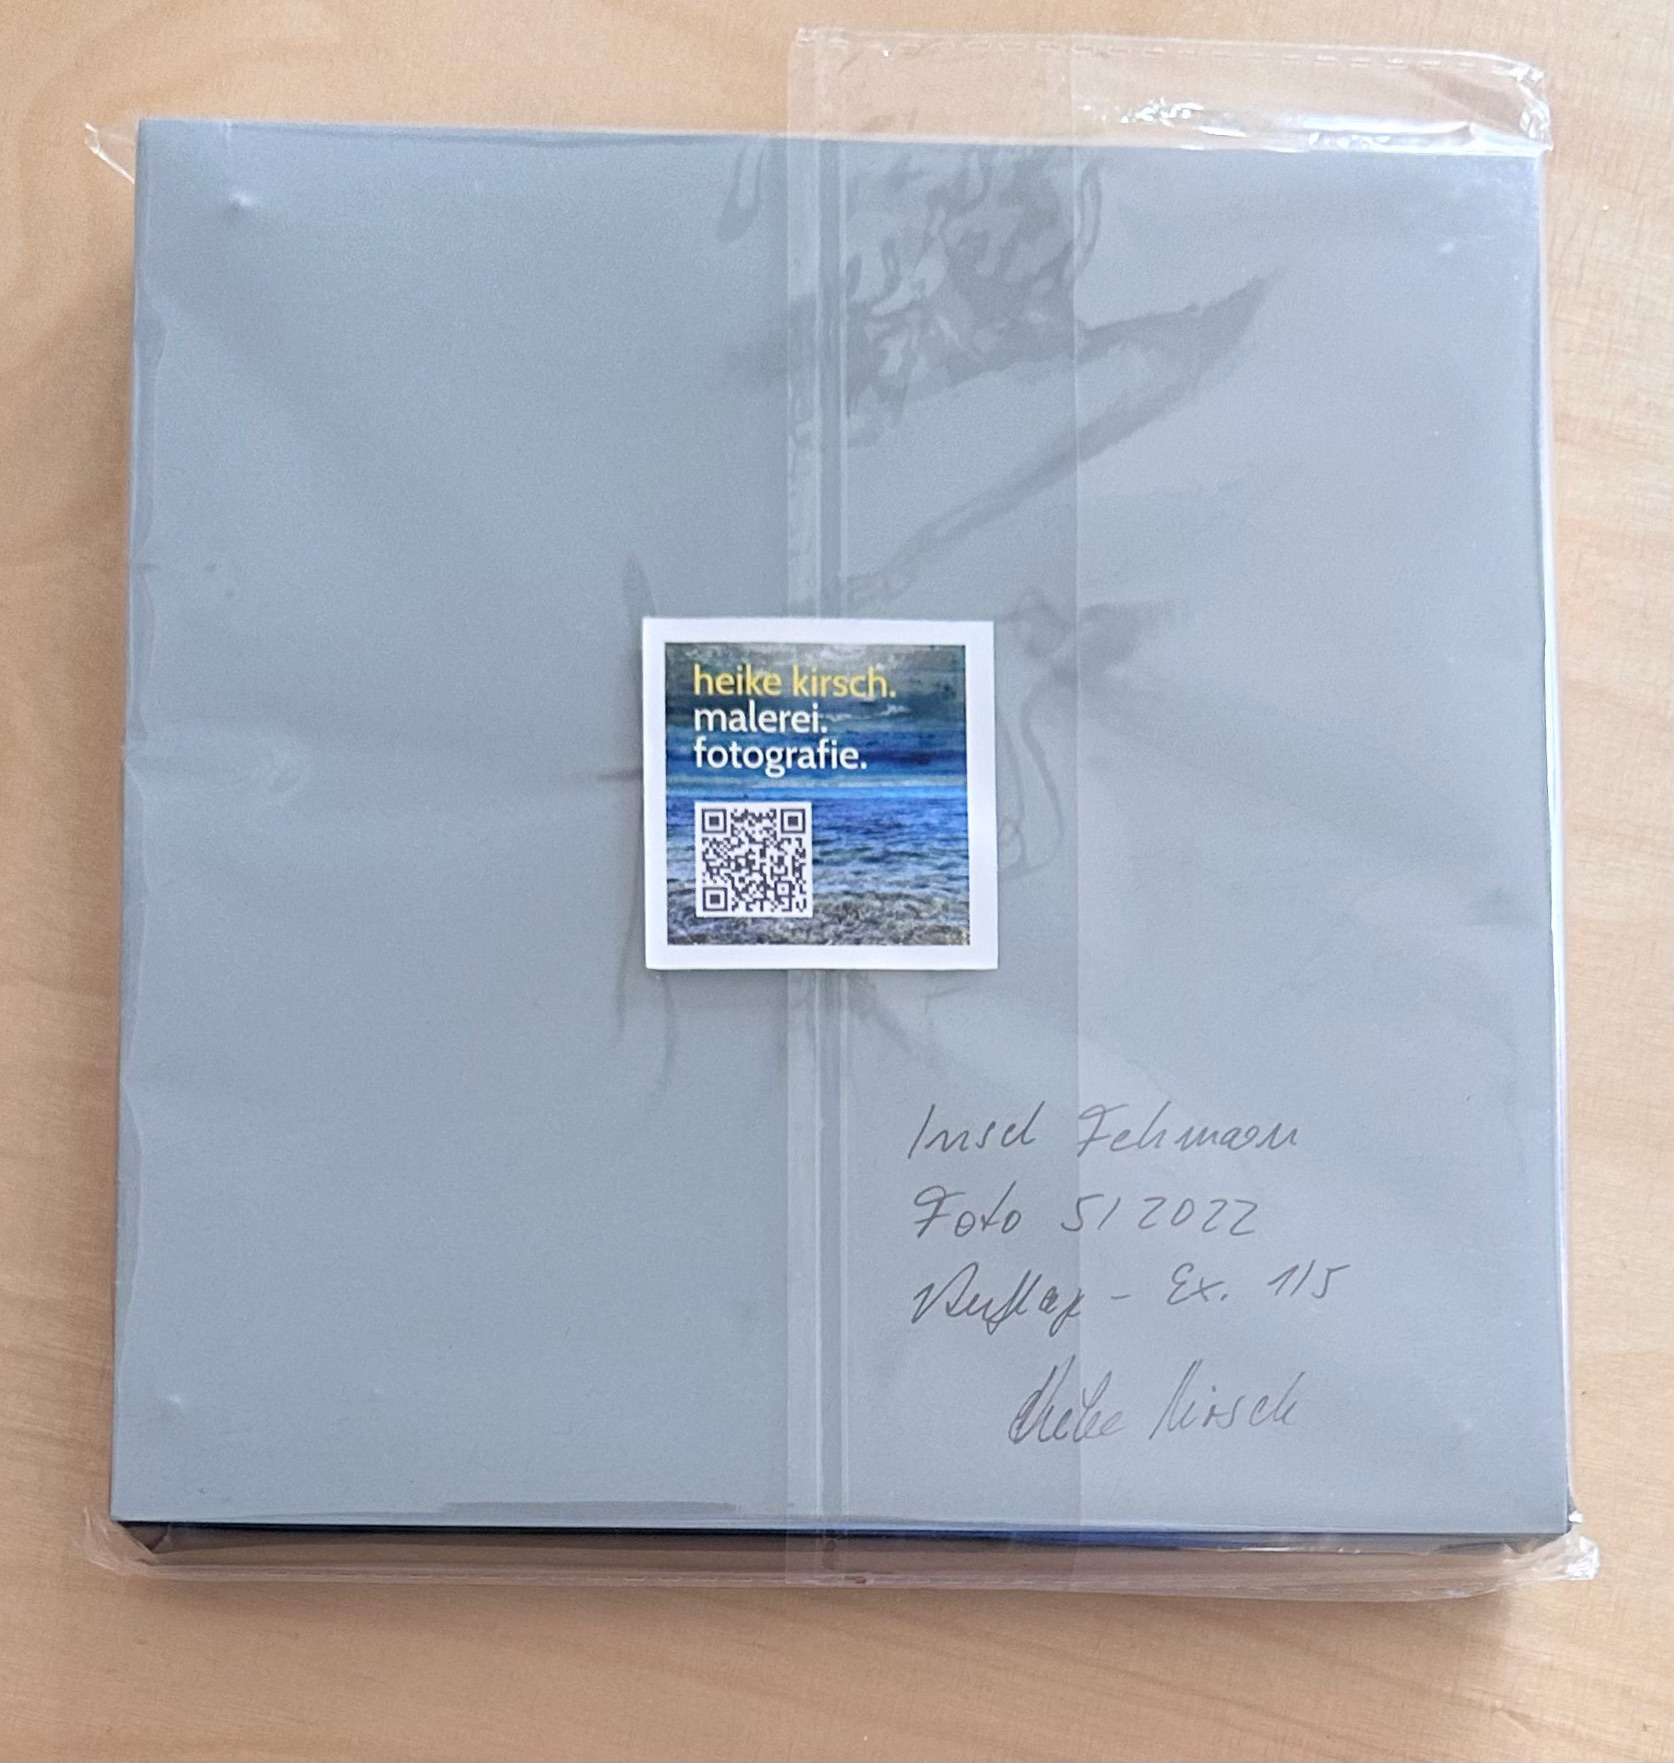 heike kirsch.
malerei.
fotografie.
Insel Fehmarn
Foto 5/2022
Auflage - Ex. 1/5
Heike Kirsch